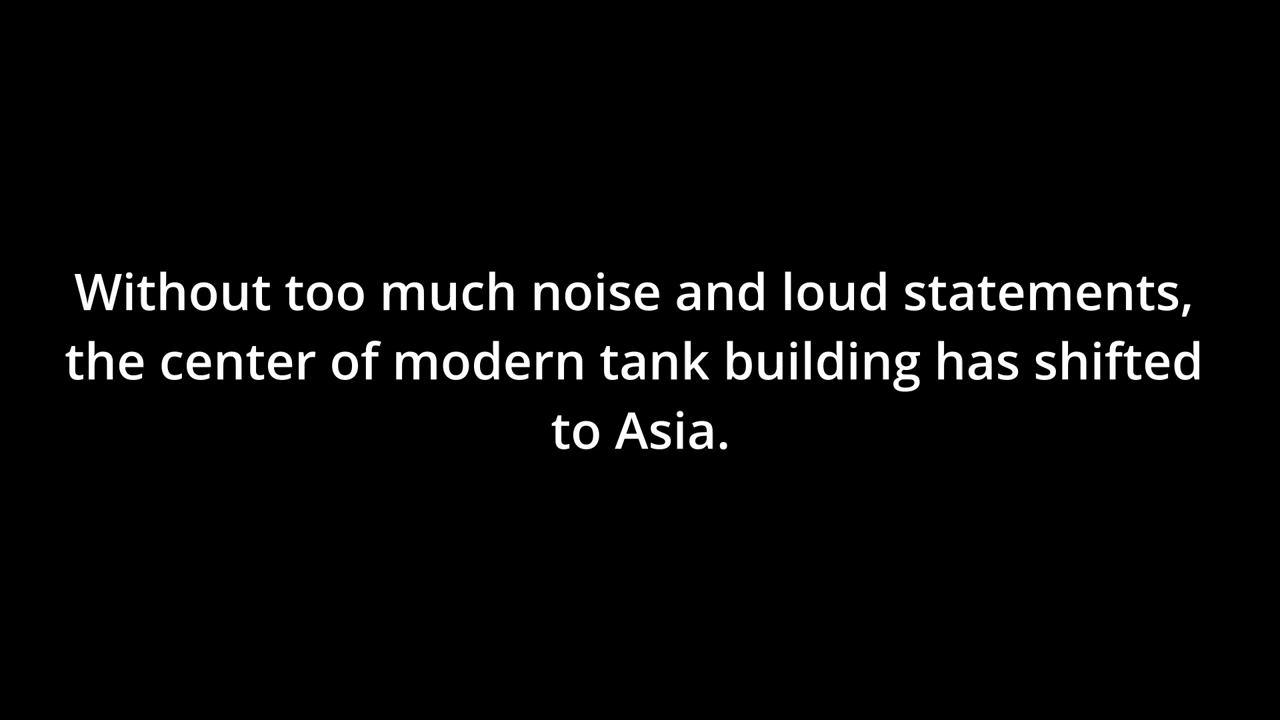 Without too much noise and loud statements,
the center of modern tank building has shifted
to Asia.